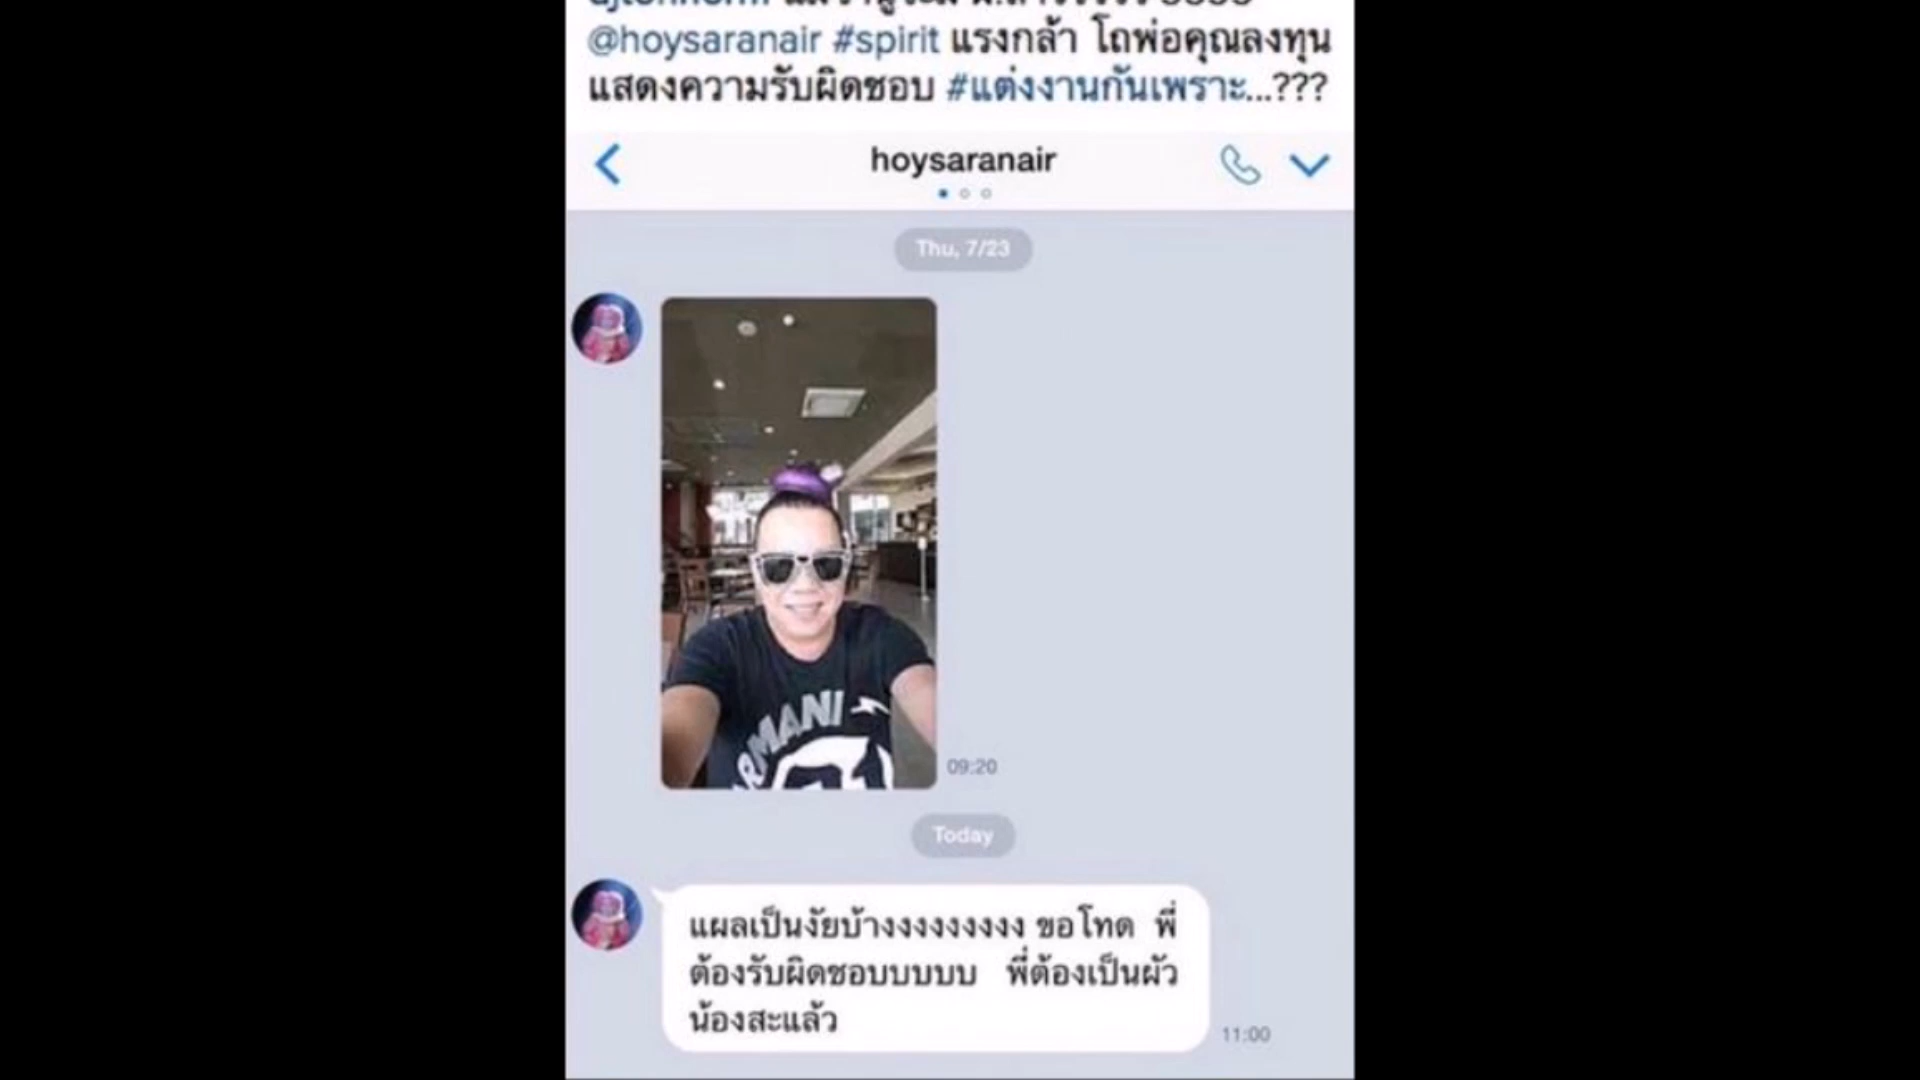 @hoysaranair #spirit แรงกล้า โถพ่อคุณลงทุน
แสดงความรับผิดชอบ #แต่งงานกันเพราะ...???
hoysaranair
Thu, 7/23
ARMANI
09:20
Today
แผลเป็นงัยบ้างงงงงงงงงง ขอโทด พี่
ต้องรับผิดชอบบบบบ พี่ต้องเป็นผัว
น้องสะแล้ว
11:00